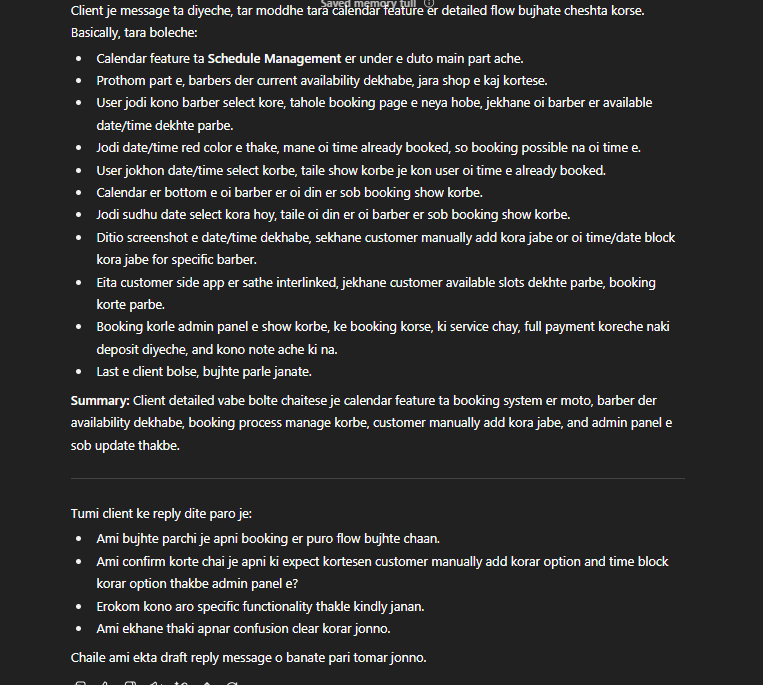 Saved memory full
Client je message ta diyeche, tar moddhe tara calendar feature er detailed flow bujhate cheshta korse.
Basically, tara boleche:
• Calendar feature ta Schedule Management er under e duto main part ache.
• Prothom part e, barbers der current availability dekhabe, jara shop e kaj kortese.
• User jodi kono barber select kore, tahole booking page e neya hobe, jekhane oi barber er available
date/time dekhte parbe.
• Jodi date/time red color e thake, mane oi time already booked, so booking possible na oi time e.
• User jokhon date/time select korbe, taile show korbe je kon user oi time e already booked.
• Calendar er bottom e oi barber er oi din er sob booking show korbe.
• Jodi sudhu date select kora hoy, taile oi din er oi barber er sob booking show korbe.
• Ditio screenshot e date/time dekhabe, sekhane customer manually add kora jabe or oi time/date block
kora jabe for specific barber.
• Eita customer side app er sathe interlinked, jekhane customer available slots dekhte parbe, booking
korte parbe.
• Booking korle admin panel e show korbe, ke booking korse, ki service chay, full payment koreche naki
deposit diyeche, and kono note ache ki na.
• Last e client bolse, bujhte parle janate.
Summary: Client detailed vabe bolte chaitese je calendar feature ta booking system er moto, barber der
availability dekhabe, booking process manage korbe, customer manually add kora jabe, and admin panel e
sob update thakbe.
Tumi client ke reply dite paro je:
• Ami bujhte parchi je apni booking er puro flow bujhte chaan.
• Ami confirm korte chai je apni ki expect kortesen customer manually add korar option and time block
korar option thakbe admin panel e?
• Erokom kono aro specific functionality thakle kindly janan.
• Ami ekhane thaki apnar confusion clear korar jonno.
Chaile ami ekta draft reply message o banate pari tomar jonno.